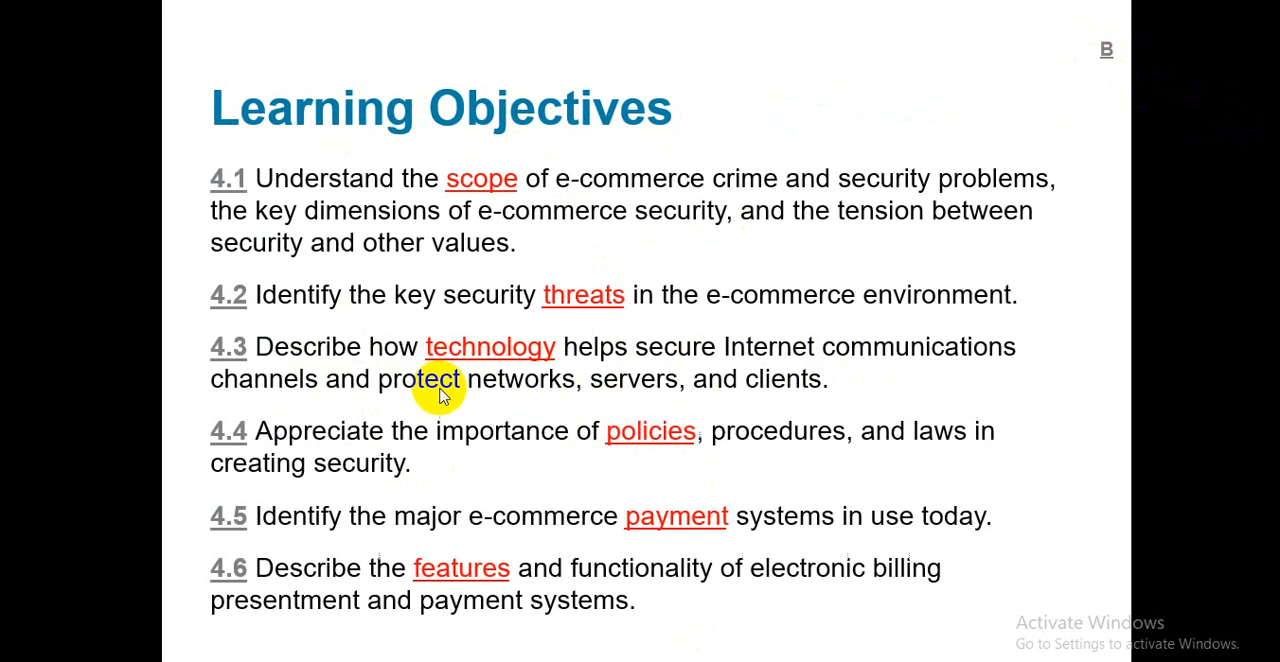 B
Learning Objectives
4.1 Understand the scope of e-commerce crime and security problems,
the key dimensions of e-commerce security, and the tension between
security and other values.
4.2 Identify the key security threats in the e-commerce environment.
4.3 Describe how technology helps secure Internet communications
channels and protect networks, servers, and clients.
4.4 Appreciate the importance of policies, procedures, and laws in
creating security.
4.5 Identify the major e-commerce payment systems in use today.
4.6 Describe the features and functionality of electronic billing
presentment and payment systems.
Activate Windows
Go to Settings to activate Windows.